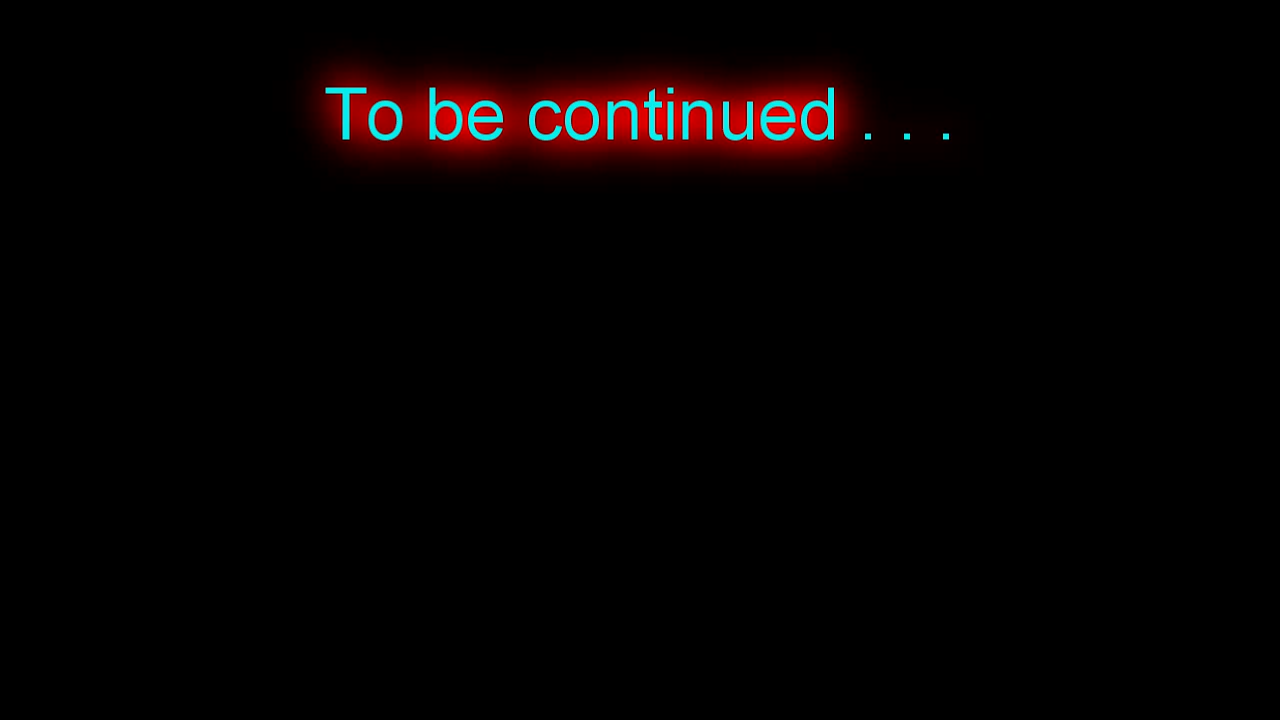 To be continued . . .